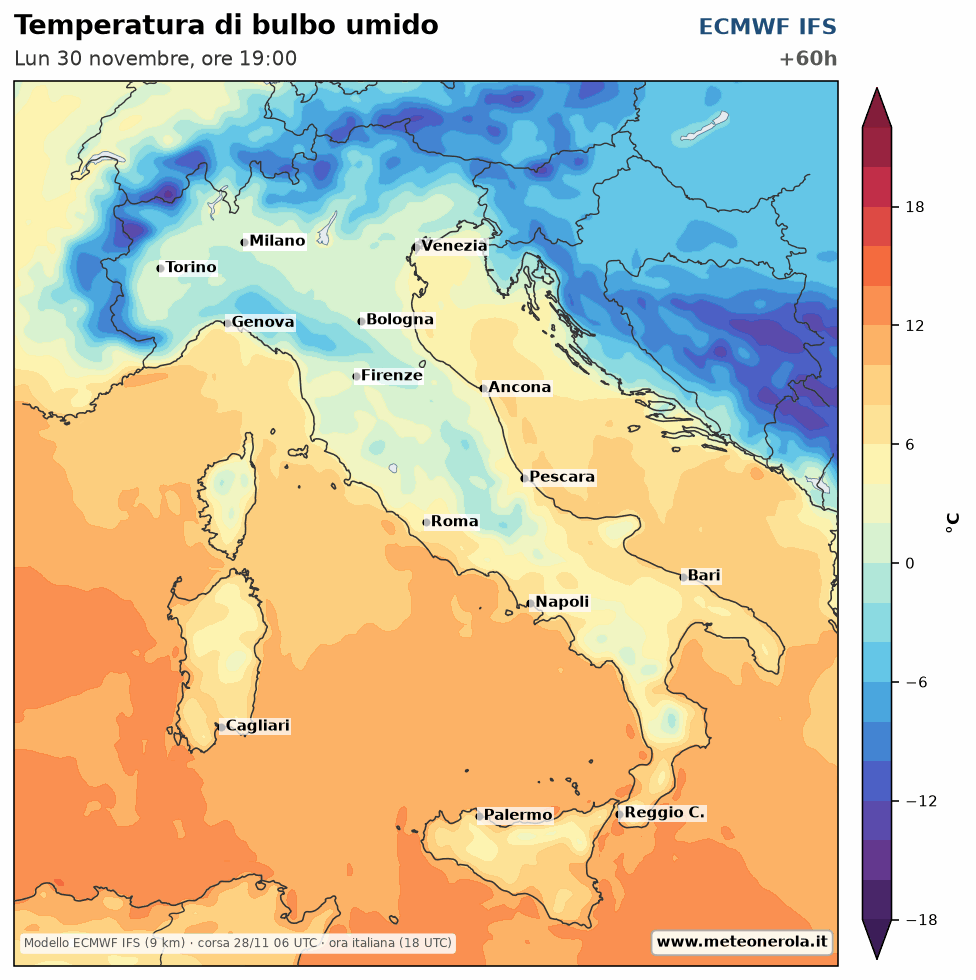 Temperatura di bulbo umido
ECMWF IFS
Lun 30 novembre, ore 19:00
+60h
Milano
Venezia
Torino
Genova
Bologna
Firenze
Ancona
Pescara
Roma
Bari
Napoli
Cagliari
Palermo
Reggio C.
18
12
6
0
−6
−12
−18
°C
Modello ECMWF IFS (9 km) · corsa 28/11 06 UTC · ora italiana (18 UTC)
www.meteonerola.it